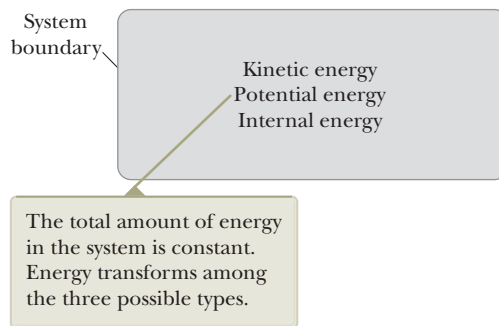 System
boundary
Kinetic energy
Potential energy
Internal energy
The total amount of energy
in the system is constant.
Energy transforms among
the three possible types.